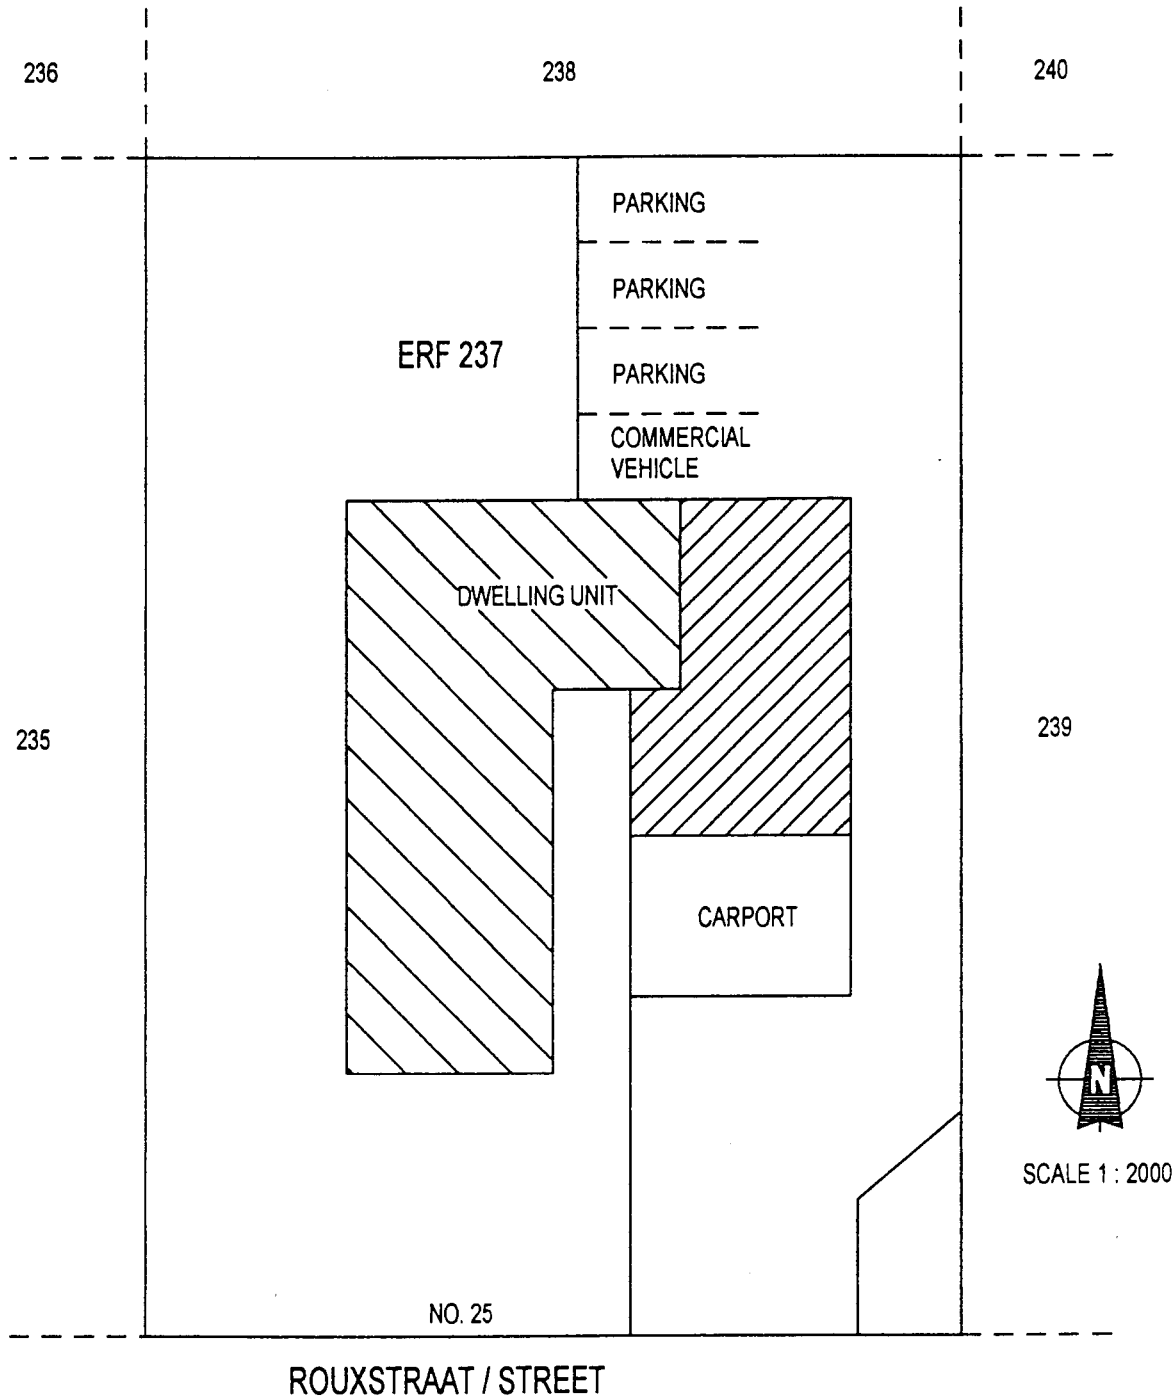 236
238
240
PARKING
PARKING
ERF 237
PARKING
COMMERCIAL
VEHICLE
DWELLING UNIT
235
239
CARPORT
N
SCALE 1 : 2000
NO. 25
ROUXSTRAAT / STREET